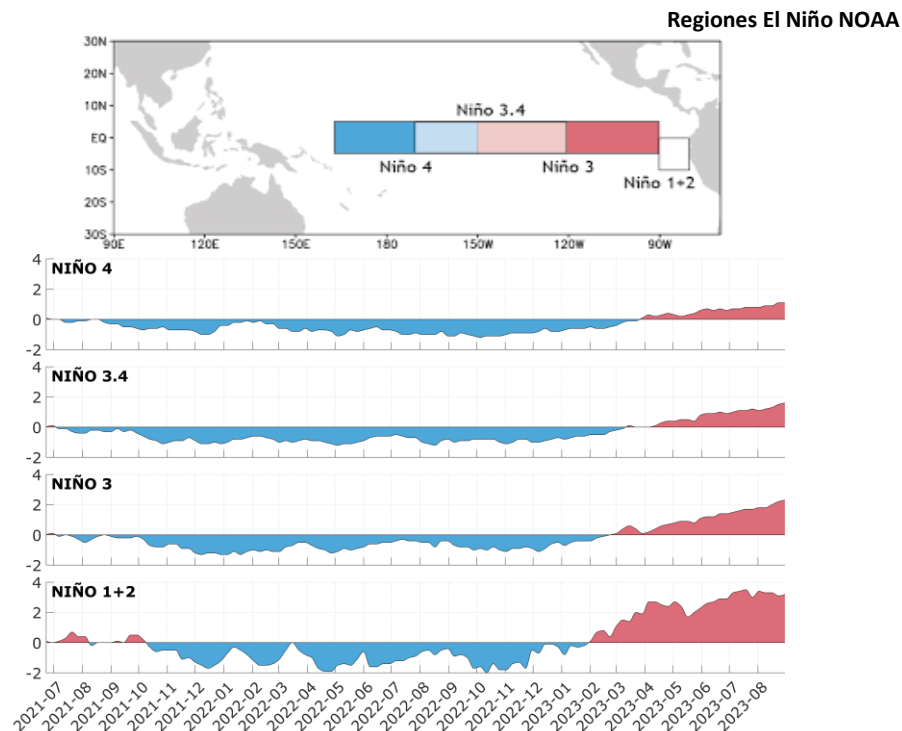 Regiones El Niño NOAA
30N
20N
10N
EQ
10S
20S
30S
Niño 3.4
Niño 4
Niño 3
Niño 1+2
90E 120E 150E 180 150W 120W 90W
NIÑO 4
4
2
0
-2
NIÑO 3.4
4
2
0
-2
NIÑO 3
4
2
0
-2
NIÑO 1+2
4
2
0
-2
2021-07 2021-08 2021-09 2021-10 2021-11 2021-12 2022-01 2022-02 2022-03 2022-04 2022-05 2022-06 2022-07 2022-08 2022-09 2022-10 2022-11 2022-12 2023-01 2023-02 2023-03 2023-04 2023-05 2023-06 2023-07 2023-08